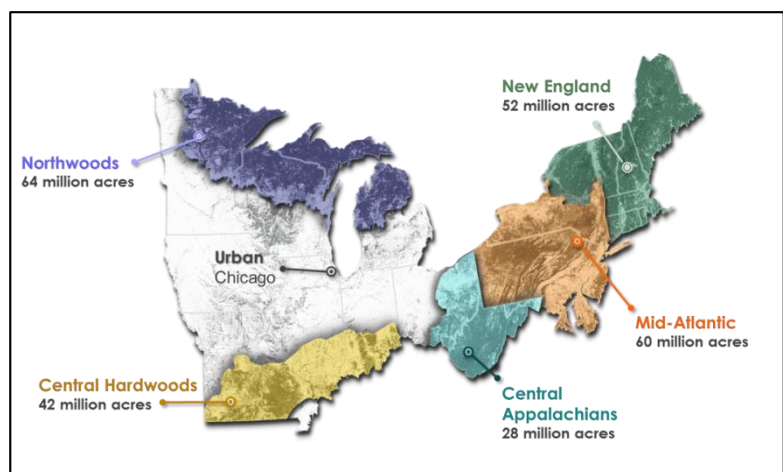 New England
52 million acres
Northwoods
64 million acres
Urban
Chicago
Mid-Atlantic
60 million acres
Central Hardwoods
42 million acres
Central
Appalachians
28 million acres